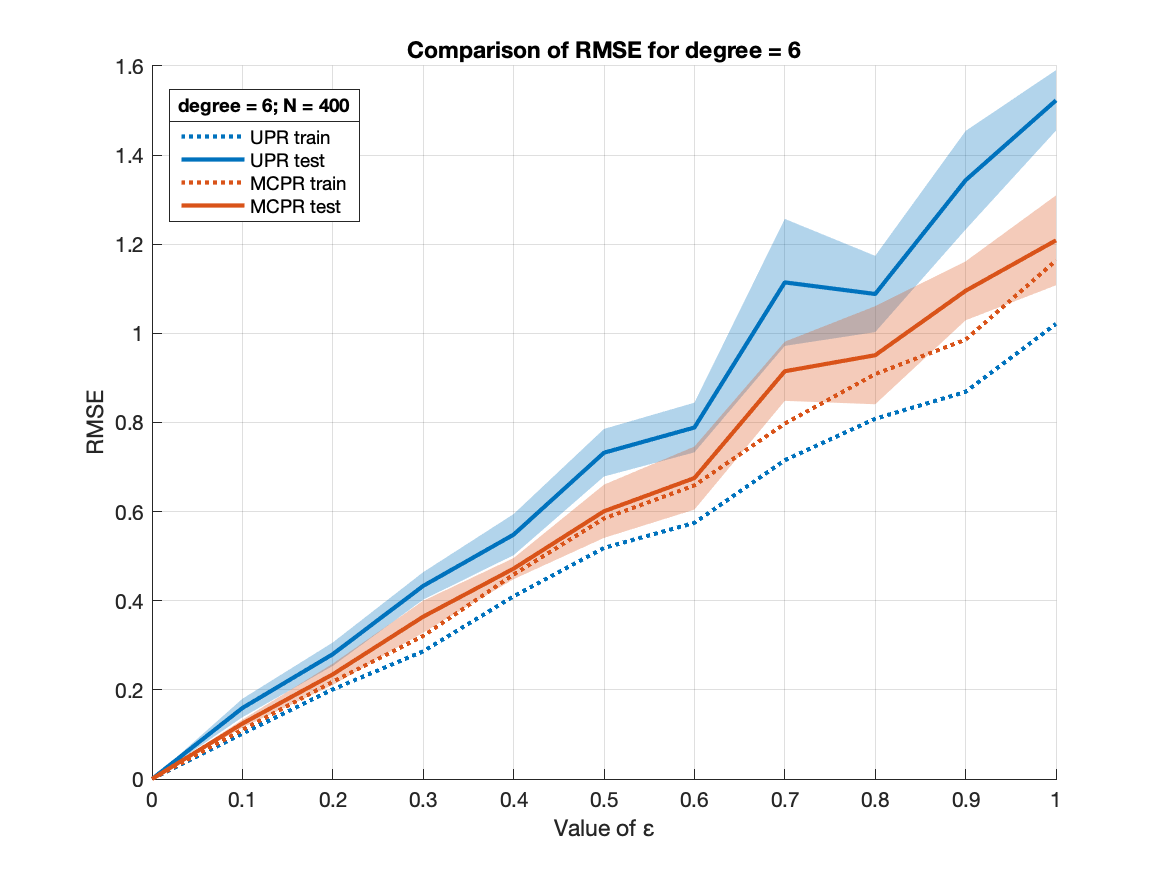 Comparison of RMSE for degree = 6
1.6
1.4
1.2
1
0.8
0.6
0.4
0.2
0
RMSE
degree = 6; N = 400
UPR train
UPR test
MCPR train
MCPR test
0 0.1 0.2 0.3 0.4 0.5 0.6 0.7 0.8 0.9 1
Value of ε